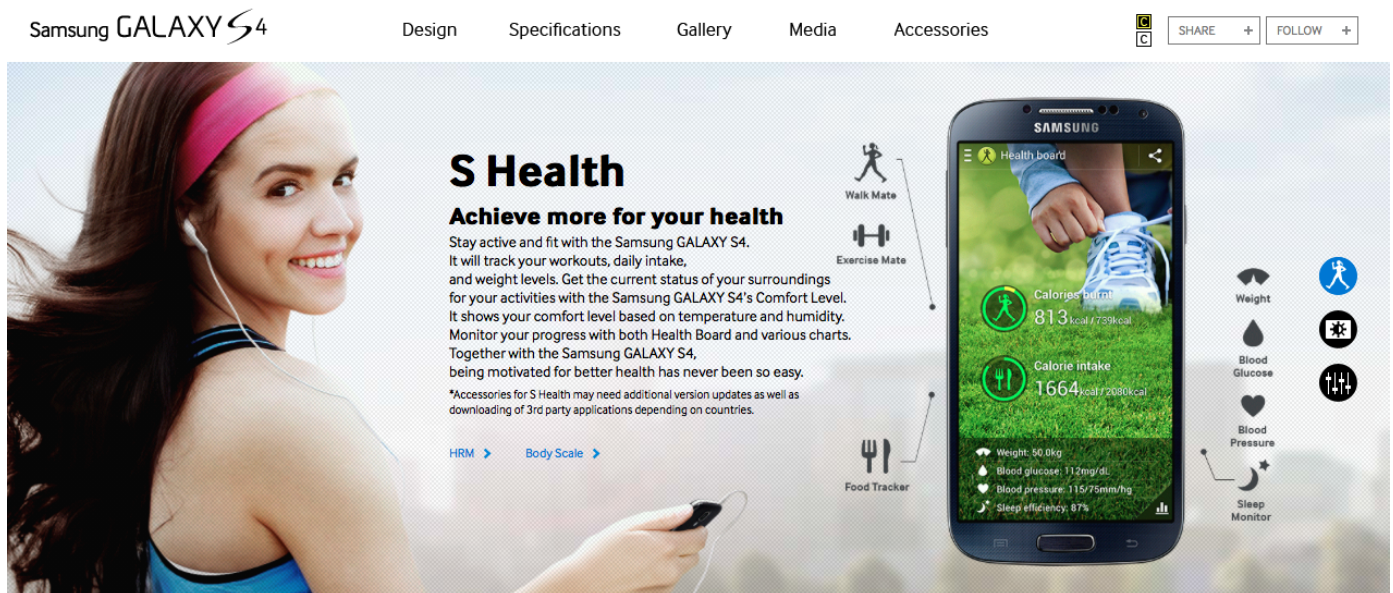 Samsung GALAXY S4
Design
Specifications
Gallery
Media
Accessories
C
C
SHARE +
FOLLOW +
S Health
Achieve more for your health
Stay active and fit with the Samsung GALAXY S4.
It will track your workouts, daily intake,
and weight levels. Get the current status of your surroundings
for your activities with the Samsung GALAXY S4's Comfort Level.
It shows your comfort level based on temperature and humidity.
Monitor your progress with both Health Board and various charts.
Together with the Samsung GALAXY S4,
being motivated for better health has never been so easy.
*Accessories for S Health may need additional version updates as well as
downloading of 3rd party applications depending on countries.
HRM
Body Scale
Walk Mate
Exercise Mate
Food Tracker
SAMSUNG
Health board
Calories burnt
813 kcal / 739kcal
Calorie intake
1664 kcal / 2080kcal
Weight: 50.0kg
Blood glucose: 112mg/dL
Blood pressure: 115/75mm/hg
Sleep efficiency: 87%
Weight
Blood
Glucose
Blood
Pressure
Sleep
Monitor